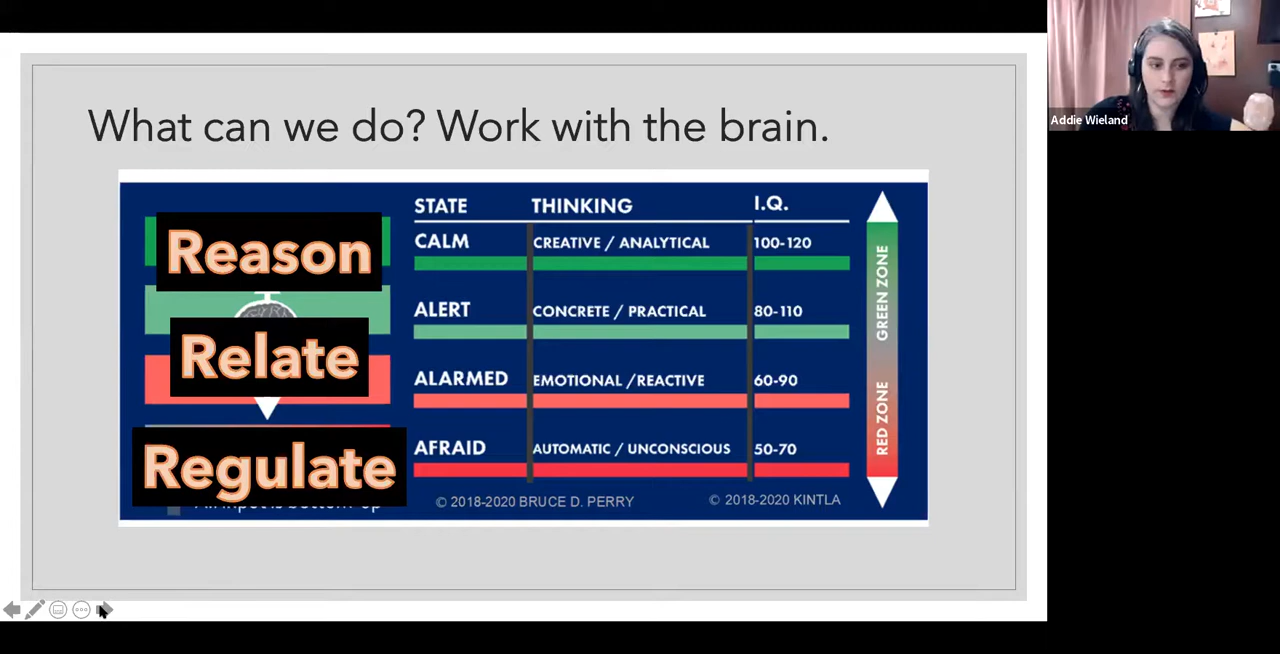 What can we do? Work with the brain.
STATE THINKING I.Q.
Reason
CALM CREATIVE / ANALYTICAL 100-120
ALERT CONCRETE / PRACTICAL 80-110
Relate
ALARMED EMOTIONAL /REACTIVE 60-90
Regulate
AFRAID AUTOMATIC / UNCONSCIOUS 50-70
© 2018-2020 BRUCE D. PERRY © 2018-2020 KINTLA
GREEN ZONE
RED ZONE
Addie Wieland